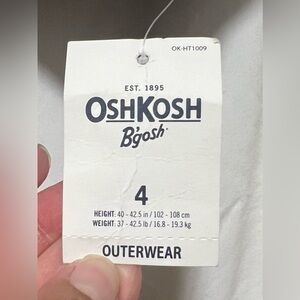 OK-HT1009
EST. 1895
OSHKOSH
B'gosh
4
HEIGHT: 40 - 42.5 in / 102 - 108 cm
WEIGHT: 37 - 42.5 lb / 16.8 - 19.3 kg
OUTERWEAR